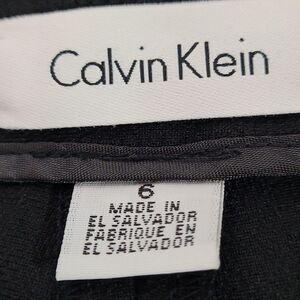 Calvin Klein
6
MADE IN
EL SALVADOR
FABRIQUE EN
EL SALVADOR